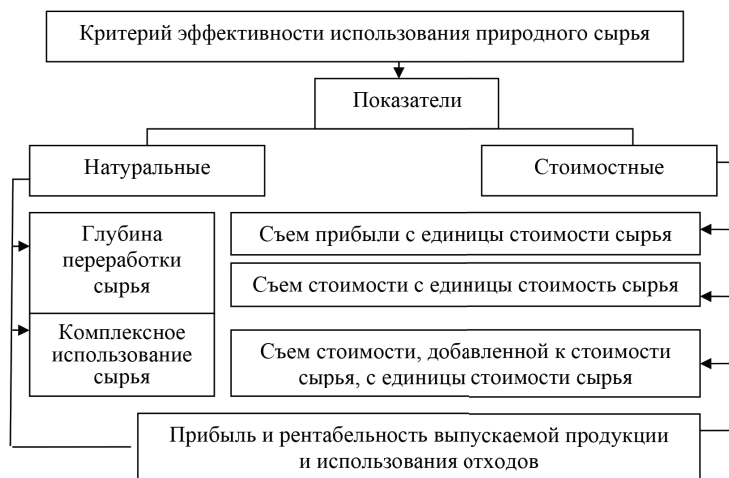 Критерий эффективности использования природного сырья
Показатели
Натуральные
Стоимостные
Глубина
переработки
сырья
Комплексное
использование
сырья
Съем прибыли с единицы стоимости сырья
Съем стоимости с единицы стоимость сырья
Съем стоимости, добавленной к стоимости
сырья, с единицы стоимости сырья
Прибыль и рентабельность выпускаемой продукции
и использования отходов